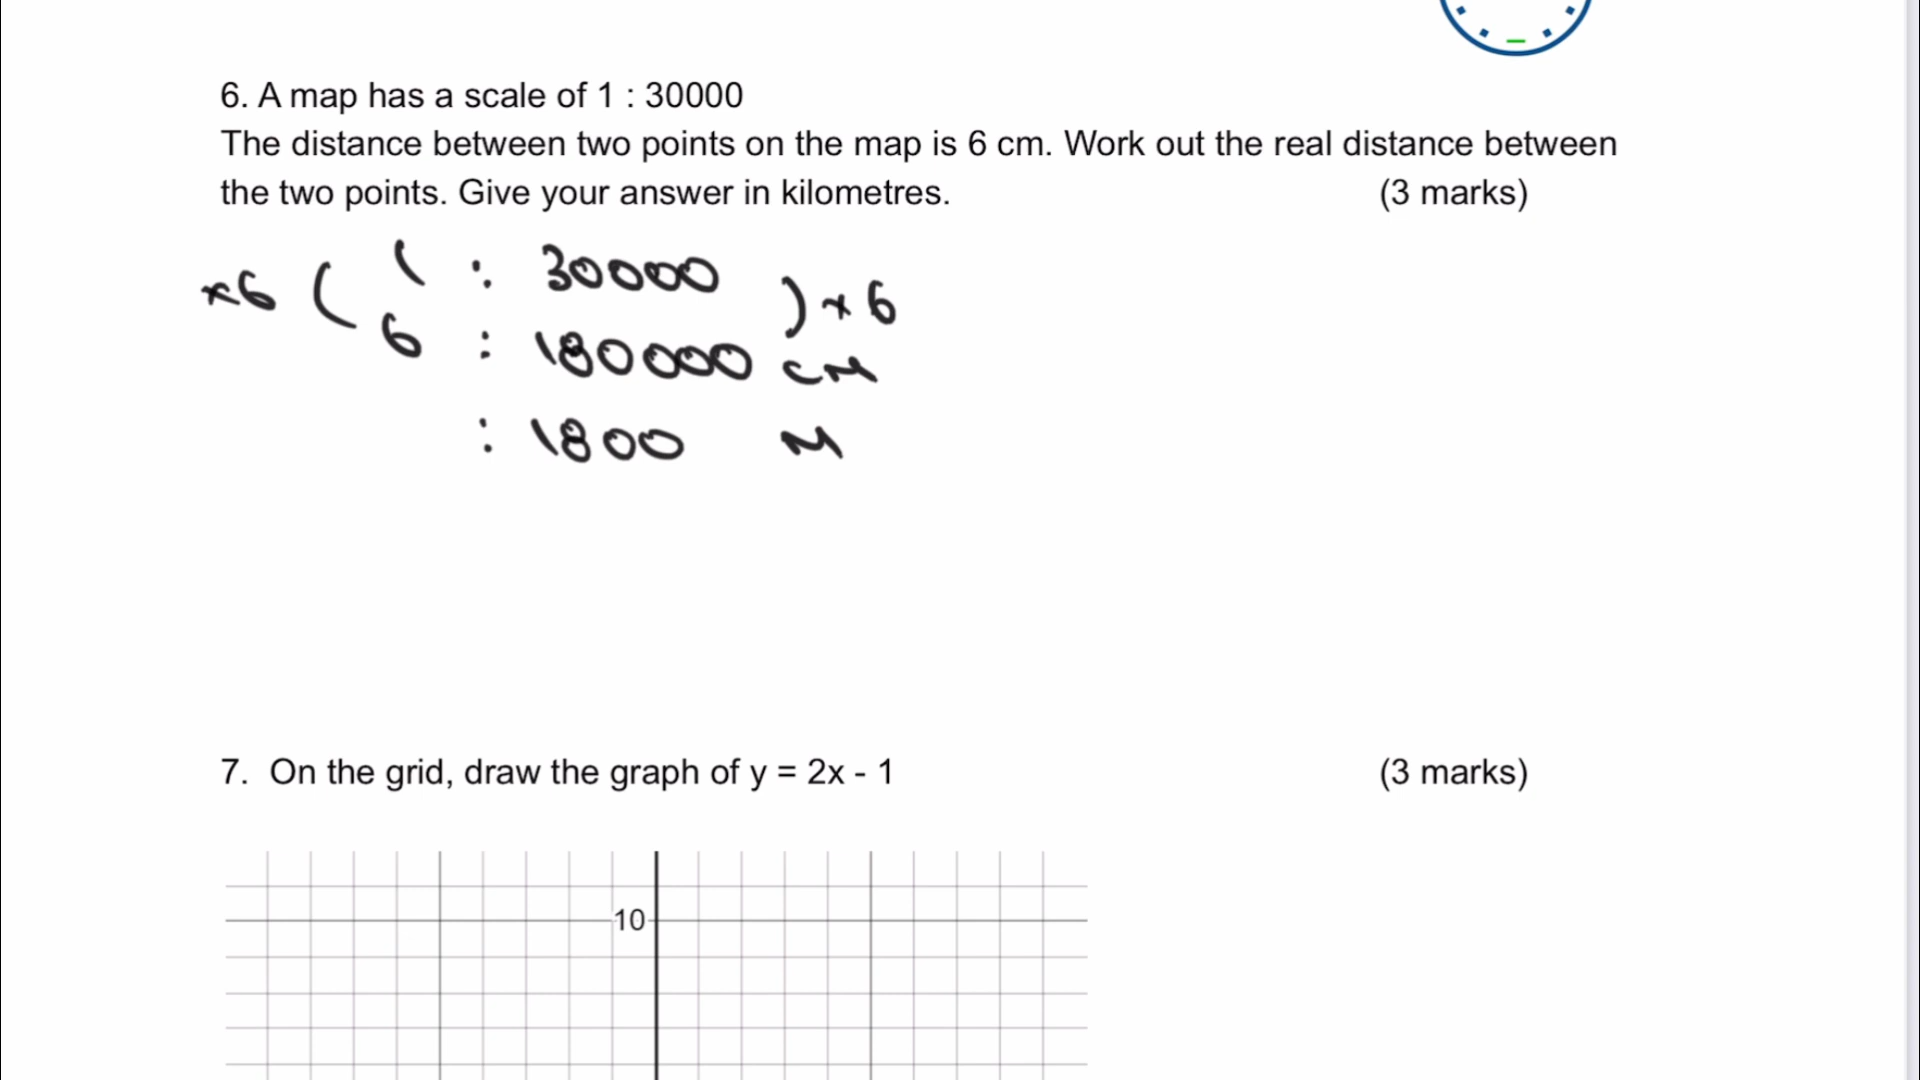 6. A map has a scale of 1 : 30000
The distance between two points on the map is 6 cm. Work out the real distance between
the two points. Give your answer in kilometres. (3 marks)
×6 ( 1 : 30000 ) × 6
6 : 180000 cm
: 1800 m
7. On the grid, draw the graph of y = 2x - 1 (3 marks)
10